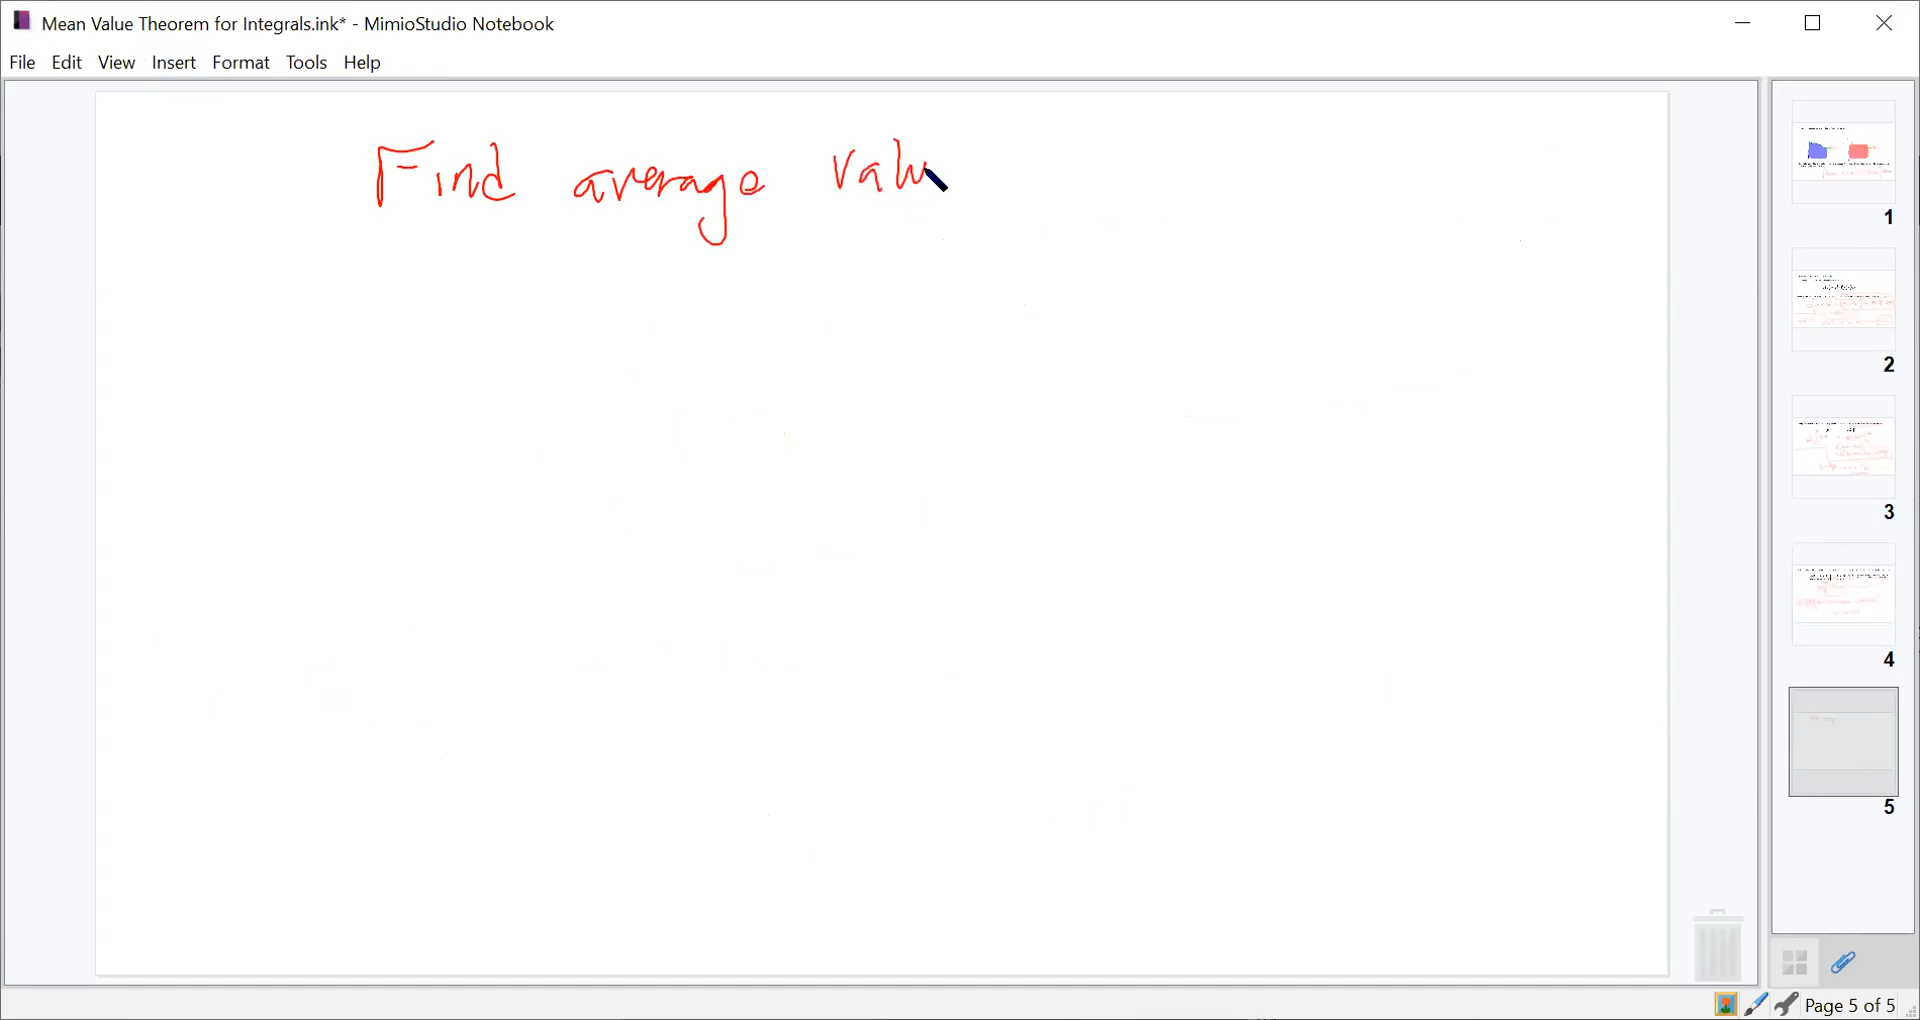 Mean Value Theorem for Integrals.ink* - MimioStudio Notebook
File Edit View Insert Format Tools Help
Find average valu
1
2
3
4
5
Page 5 of 5